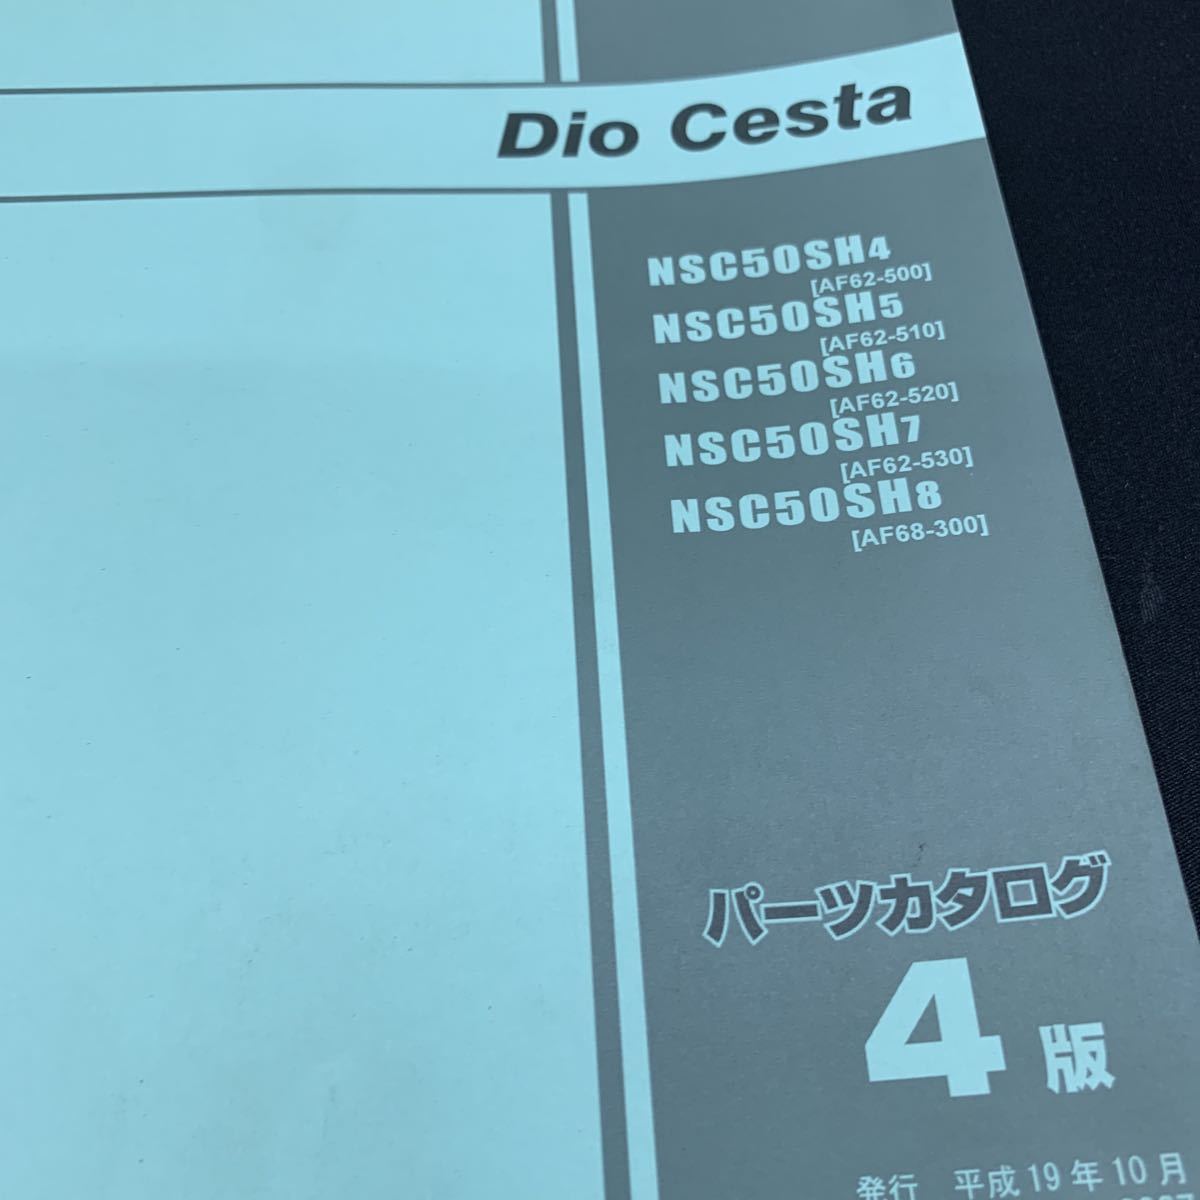 Dio Cesta
NSC50SH4
[AF62-500]
NSC50SH5
[AF62-510]
NSC50SH6
[AF62-520]
NSC50SH7
[AF62-530]
NSC50SH8
[AF68-300]
パーツカタログ
4版
発行 平成19年10月